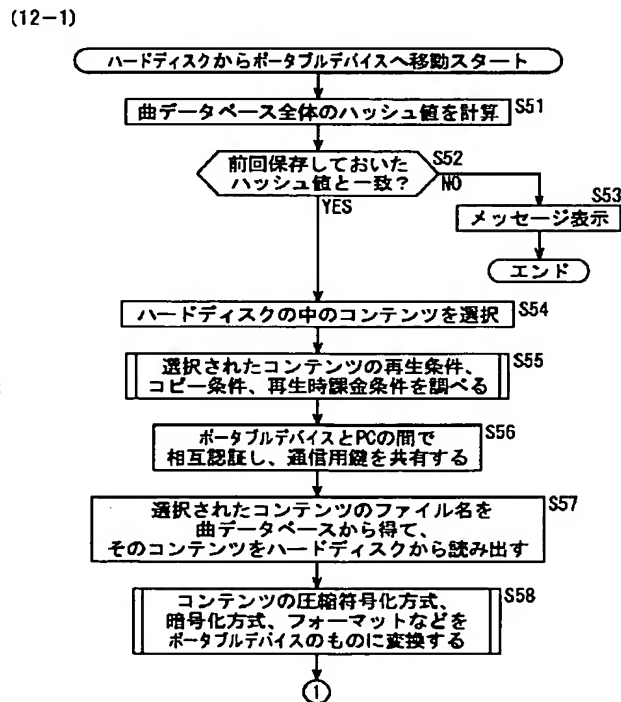 (12-1)
ハードディスクからポータブルデバイスへ移動スタート
曲データベース全体のハッシュ値を計算 S51
前回保存しておいた S52
ハッシュ値と一致?
NO
YES
S53
メッセージ表示
エンド
ハードディスクの中のコンテンツを選択 S54
選択されたコンテンツの再生条件、 S55
コピー条件、再生時課金条件を調べる
ポータブルデバイスとPCの間で S56
相互認証し、通信用鍵を共有する
選択されたコンテンツのファイル名を S57
曲データベースから得て、
そのコンテンツをハードディスクから読み出す
コンテンツの圧縮符号化方式、 S58
暗号化方式、フォーマットなどを
ポータブルデバイスのものに変換する
①